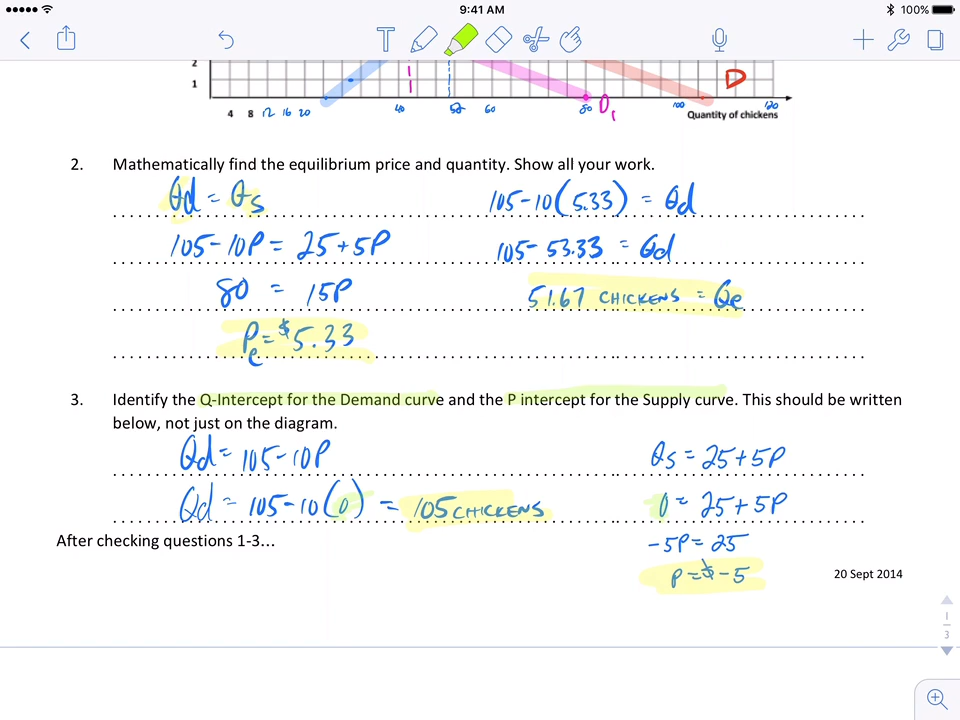 9:41 AM
100%
T
2
1
D
4 8 12 16 20 40 52 60 80 D1 100 120
Quantity of chickens
2. Mathematically find the equilibrium price and quantity. Show all your work.
Qd = Qs
105-10(5.33) = Qd
105-10P = 25+5P
105-53.33 = Qd
80 = 15P
51.67 CHICKENS = Qe
Pe = $5.33
3. Identify the Q-Intercept for the Demand curve and the P intercept for the Supply curve. This should be written
below, not just on the diagram.
Qd = 105-10P
Qs = 25+5P
Qd = 105-10(0) = 105 CHICKENS
0 = 25+5P
After checking questions 1-3...
-5P = 25
P = $-5
20 Sept 2014
1
3